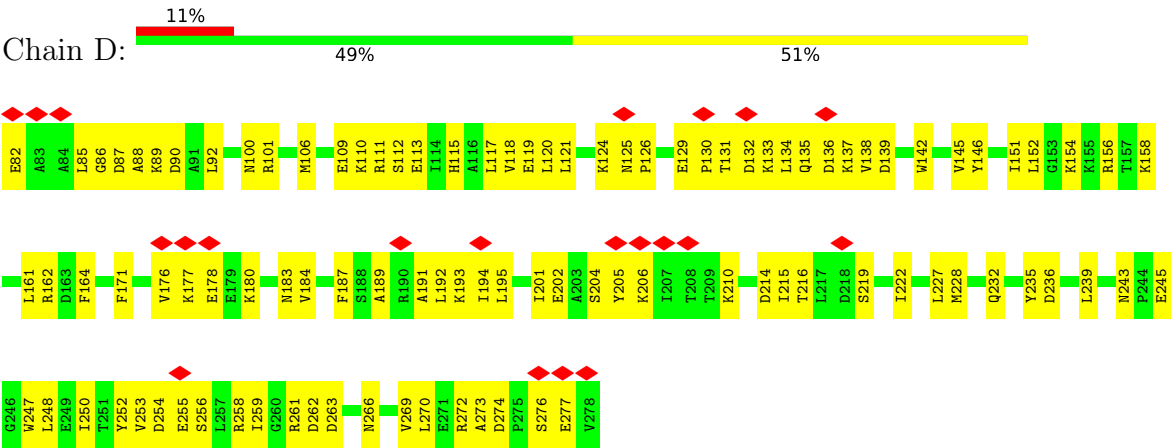 11%
Chain D:
49% 51%
E82 A83 A84 L85 G86 D87 A88 K89 D90 A91 L92 N100 R101 M106 E109 K110 R111 S112 E113 I114 H115 A116 L117 V118 E119 L120 L121 K124 N125 P126 E129 P130 T131 D132 K133 L134 Q135 D136 K137 V138 D139 W142 V145 Y146 I151 L152 G153 K154 K155 R156 T157 K158
L161 R162 D163 F164 F171 V176 K177 E178 E179 K180 N183 V184 F187 S188 A189 R190 A191 L192 K193 I194 L195 I201 E202 A203 S204 Y205 K206 I207 T208 T209 K210 D214 I215 T216 L217 D218 S219 I222 L227 M228 Q232 Y235 D236 L239 N243 P244 E245
G246 W247 L248 E249 I250 T251 Y252 V253 D254 E255 S256 L257 R258 I259 G260 R261 D262 D263 N266 V269 L270 E271 R272 A273 D274 P275 S276 E277 V278